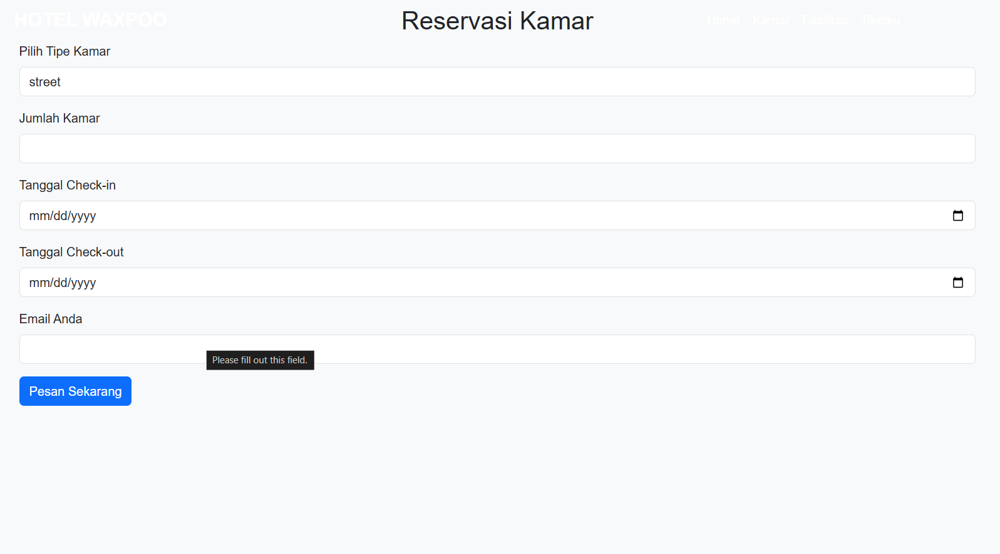 HOTEL WAXPOO
Reservasi Kamar
Home Kamar Fasilitas Tiketku
Pilih Tipe Kamar
street
Jumlah Kamar
Tanggal Check-in
mm/dd/yyyy
Tanggal Check-out
mm/dd/yyyy
Email Anda
Please fill out this field.
Pesan Sekarang